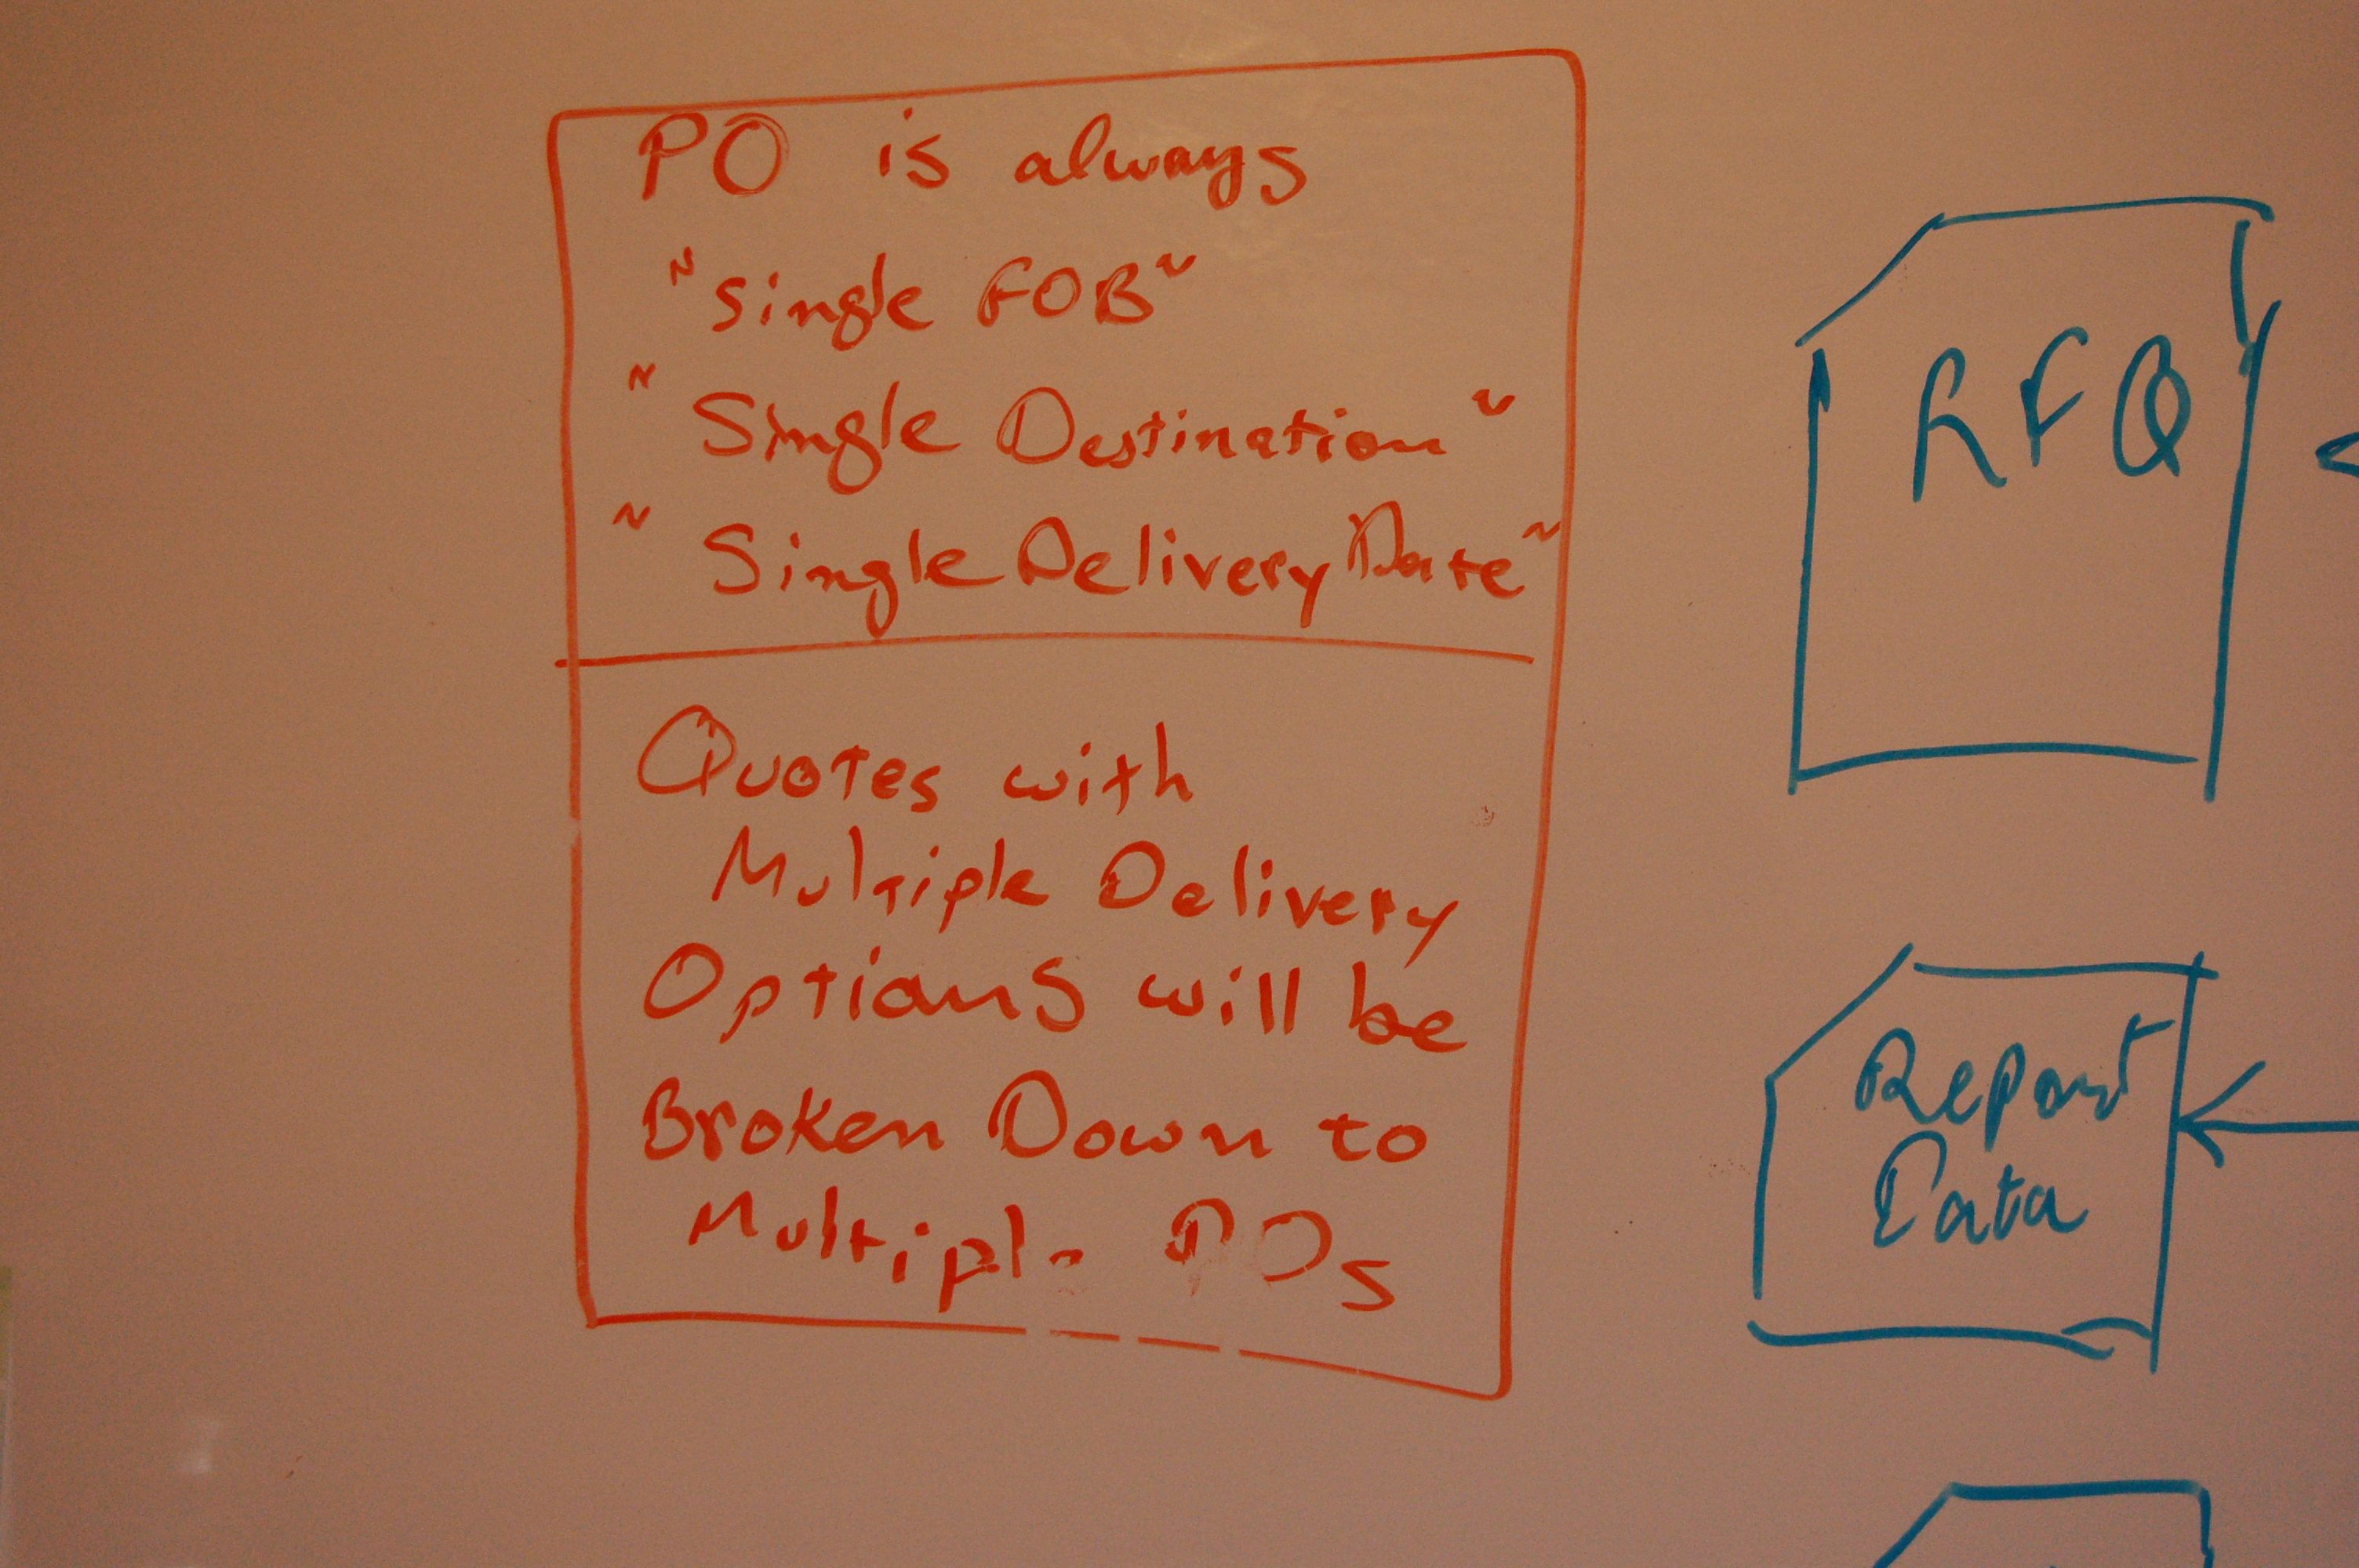 PO is always
"Single FOB"
"Single Destination"
"Single Delivery Date"
Quotes with
Multiple Delivery
Options will be
Broken Down to
Multiple POs
RFQ
Report
Data